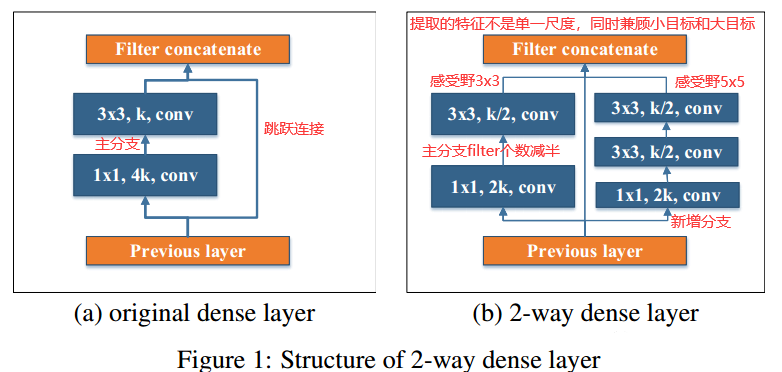 Filter concatenate
3x3, k, conv
主分支
跳跃连接
1x1, 4k, conv
Previous layer
(a) original dense layer
提取的特征不是单一尺度，同时兼顾小目标和大目标
Filter concatenate
感受野3x3
感受野5x5
3x3, k/2, conv
3x3, k/2, conv
主分支filter个数减半
3x3, k/2, conv
1x1, 2k, conv
1x1, 2k, conv
新增分支
Previous layer
(b) 2-way dense layer
Figure 1: Structure of 2-way dense layer